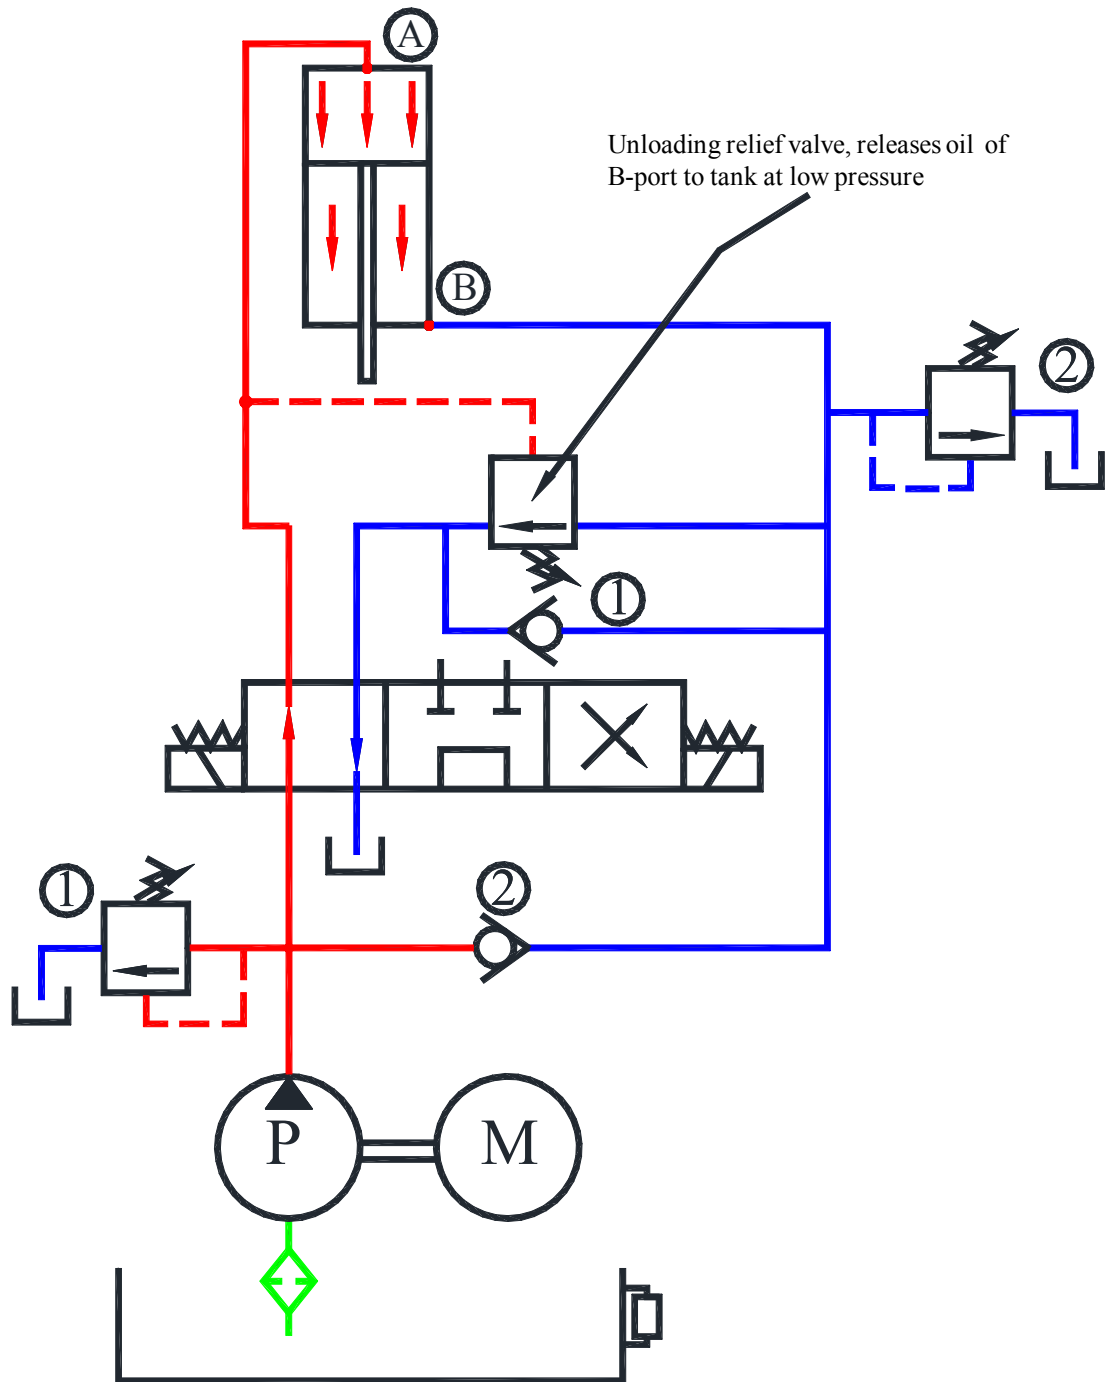 A
Unloading relief valve, releases oil of
B-port to tank at low pressure
B
2
1
1
2
P
M